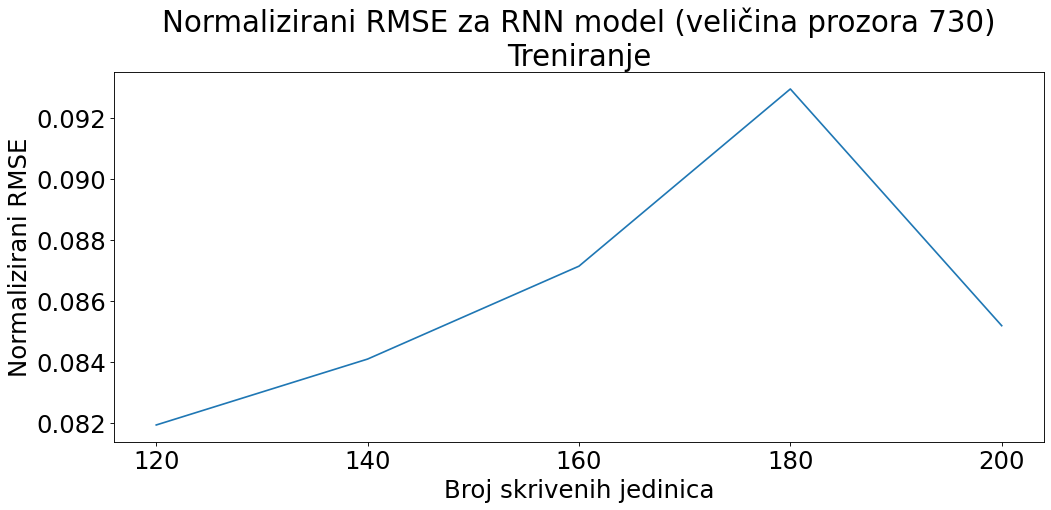 Normalizirani RMSE za RNN model (veličina prozora 730)
Treniranje
Normalizirani RMSE
0.092
0.090
0.088
0.086
0.084
0.082
120 140 160 180 200
Broj skrivenih jedinica